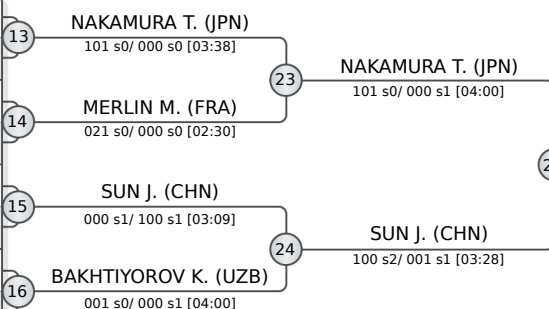 NAKAMURA T. (JPN)
13
101 s0/ 000 s0 [03:38]
23
NAKAMURA T. (JPN)
101 s0/ 000 s1 [04:00]
MERLIN M. (FRA)
14
021 s0/ 000 s0 [02:30]
SUN J. (CHN)
15
000 s1/ 100 s1 [03:09]
24
SUN J. (CHN)
100 s2/ 001 s1 [03:28]
BAKHTIYOROV K. (UZB)
16
001 s0/ 000 s1 [04:00]